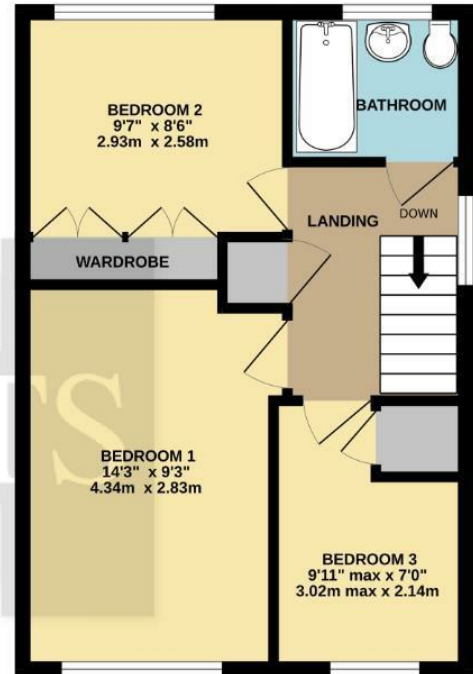 BEDROOM 2
9'7" x 8'6"
2.93m x 2.58m
BATHROOM
LANDING
DOWN
WARDROBE
BEDROOM 1
14'3" x 9'3"
4.34m x 2.83m
BEDROOM 3
9'11" max x 7'0"
3.02m max x 2.14m